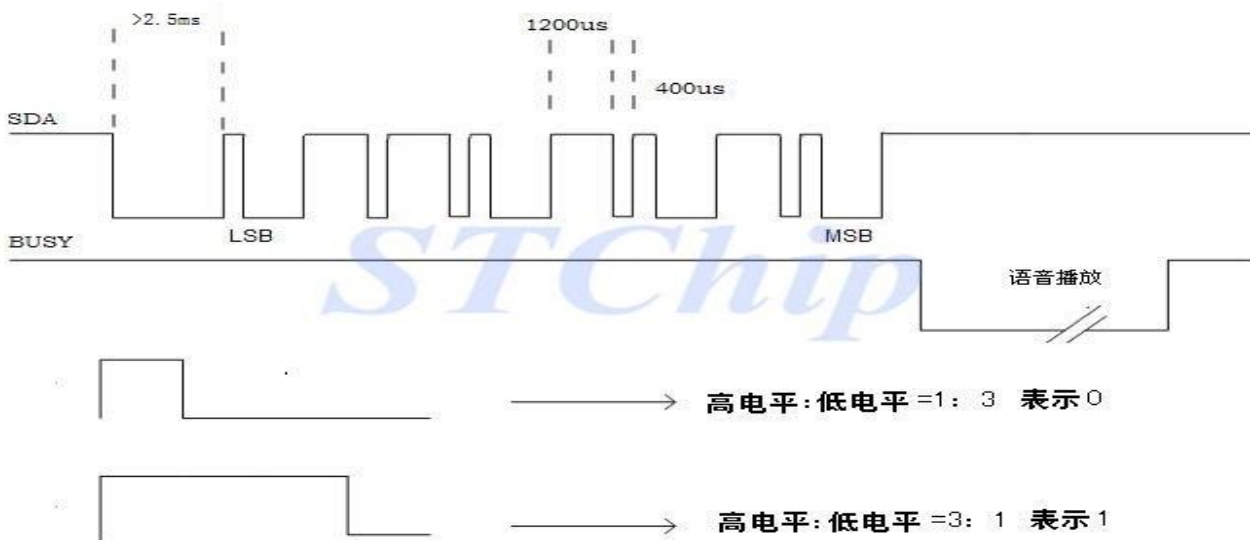 >2.5ms
1200us
400us
SDA
LSB
MSB
BUSY
STChip
语音播放
高电平:低电平=1: 3 表示0
高电平:低电平=3: 1 表示1